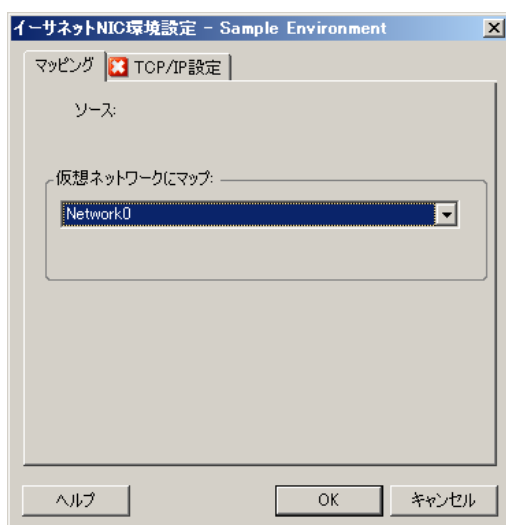 イーサネットNIC環境設定 - Sample Environment
マッピング TCP/IP設定
ソース:
仮想ネットワークにマップ:
Network0
ヘルプ OK キャンセル